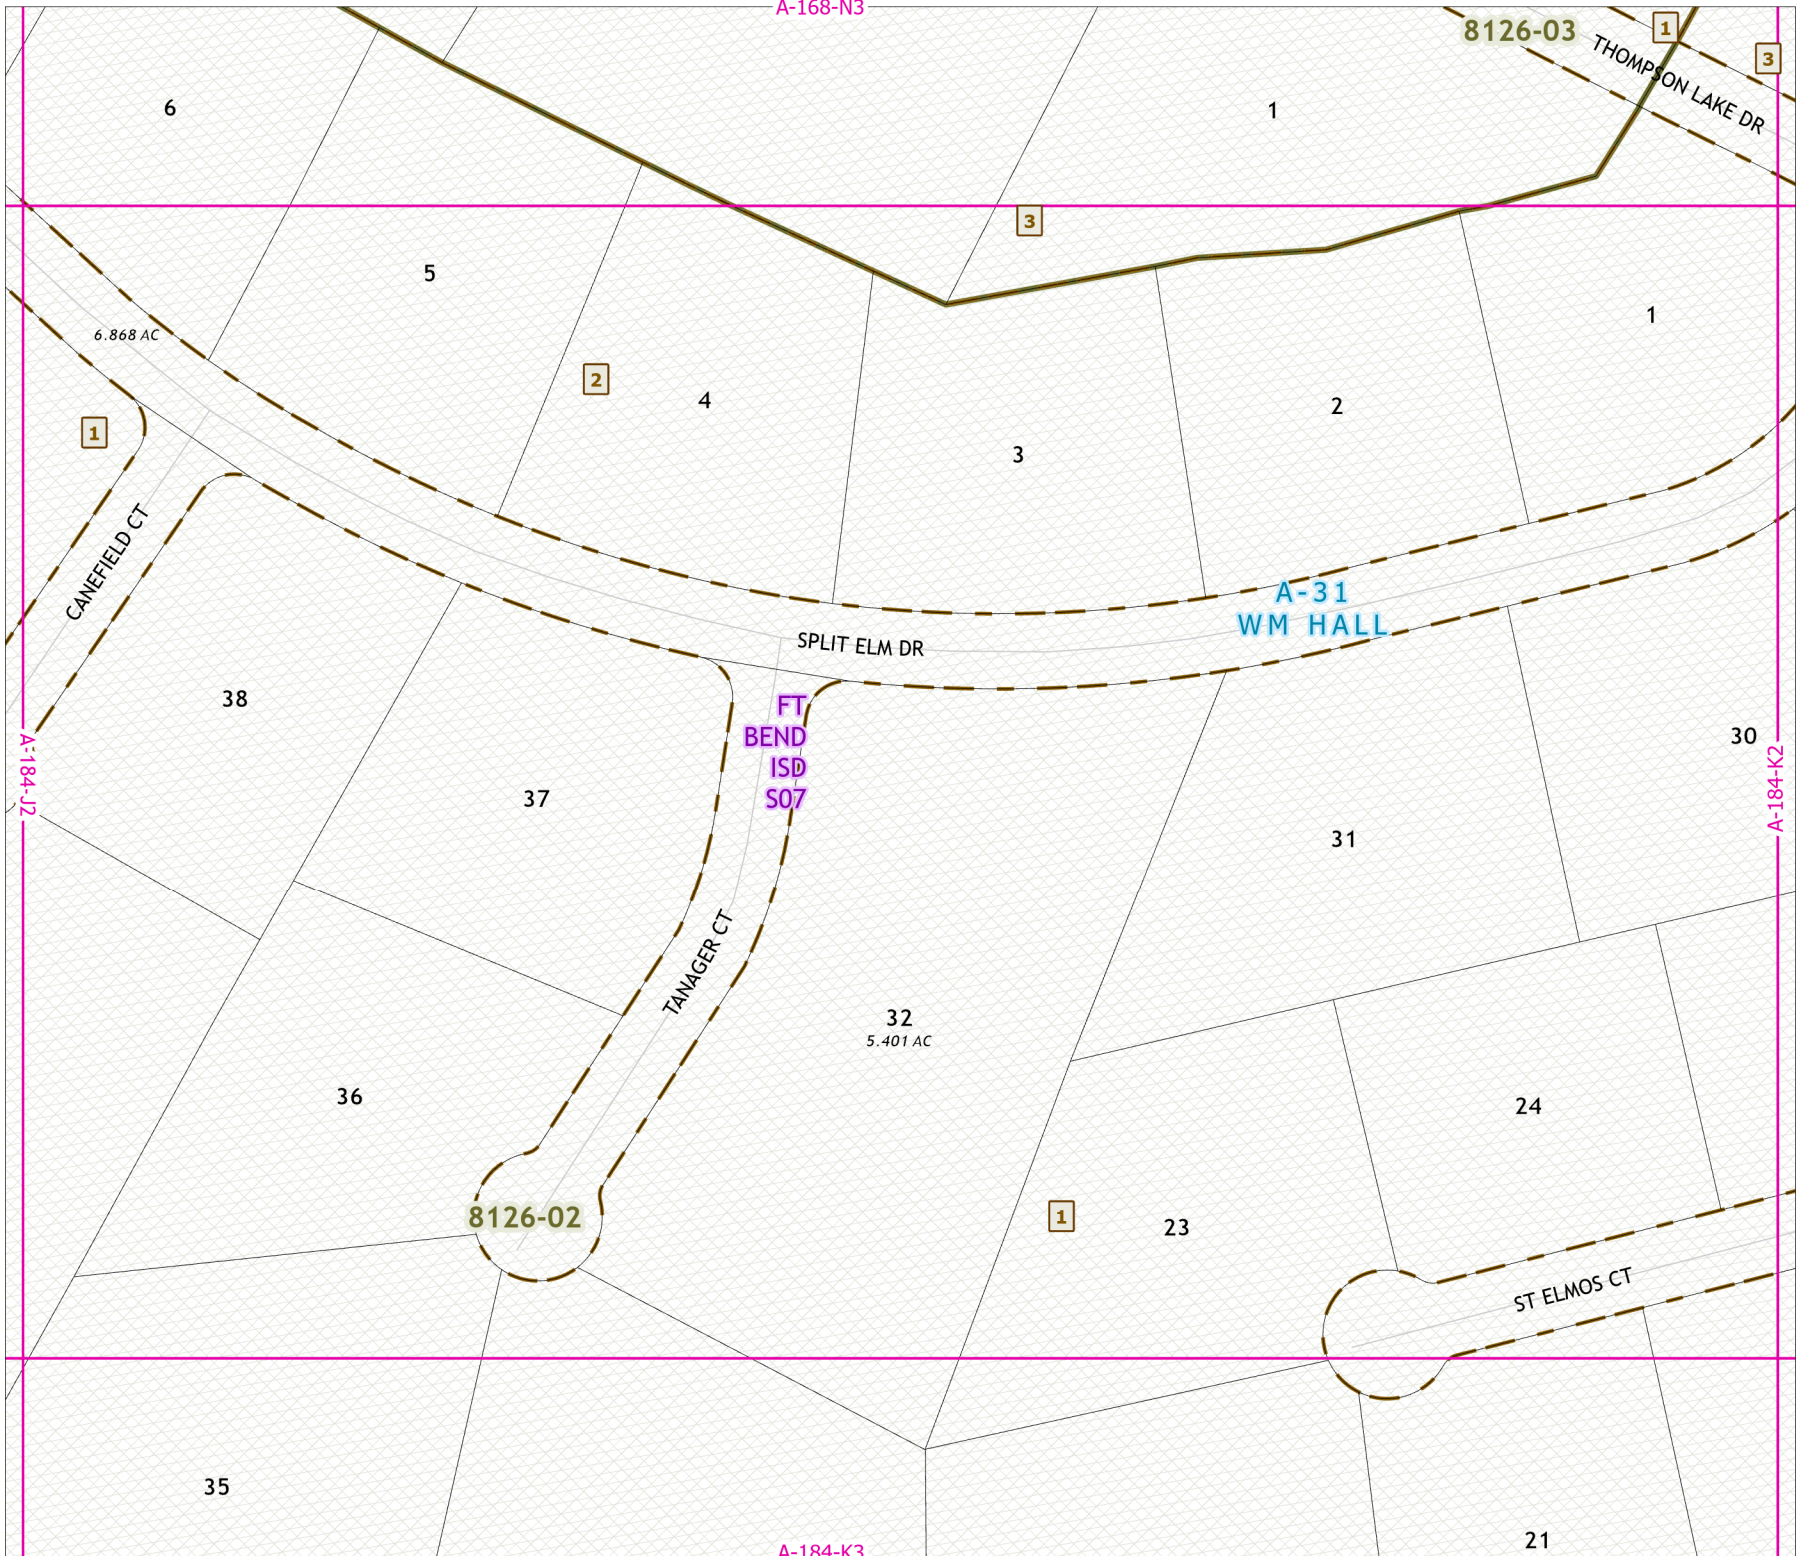 A-168-N3
8126-03
1
THOMPSON LAKE DR
3
6
1
3
5
1
6.868 AC
2
4
2
1
3
CANEFIELD CT
A-31
WM HALL
SPLIT ELM DR
38
FT
BEND
ISD
S07
30
A-184-J2
A-184-K2
37
31
TANAGER CT
32
5.401 AC
36
24
8126-02
1
23
ST ELMOS CT
35
21
A-184-K3